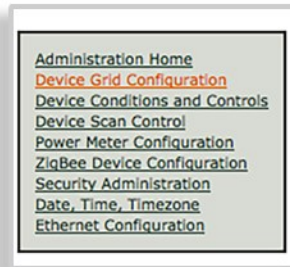 Administration Home
Device Grid Configuration
Device Conditions and Controls
Device Scan Control
Power Meter Configuration
ZigBee Device Configuration
Security Administration
Date, Time, Timezone
Ethernet Configuration